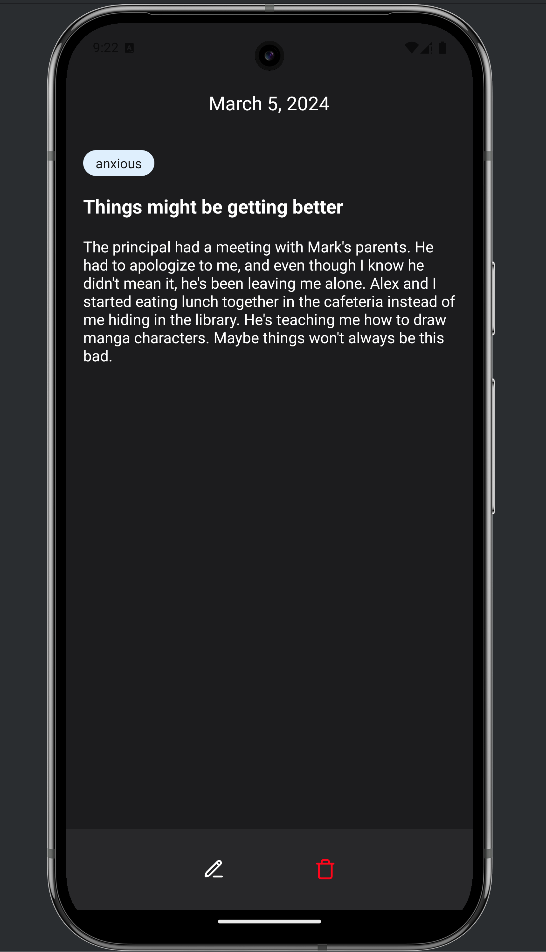 9:22
March 5, 2024
anxious
Things might be getting better
The principal had a meeting with Mark's parents. He
had to apologize to me, and even though I know he
didn't mean it, he's been leaving me alone. Alex and I
started eating lunch together in the cafeteria instead of
me hiding in the library. He's teaching me how to draw
manga characters. Maybe things won't always be this
bad.